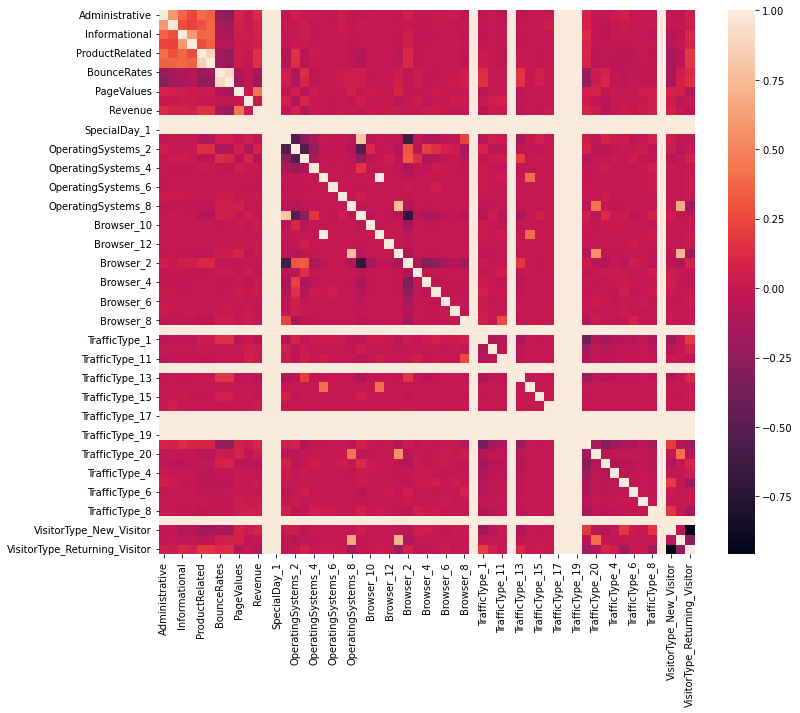 Administrative
Informational
ProductRelated
BounceRates
PageValues
Revenue
SpecialDay_1
OperatingSystems_2
OperatingSystems_4
OperatingSystems_6
OperatingSystems_8
Browser_10
Browser_12
Browser_2
Browser_4
Browser_6
Browser_8
TrafficType_1
TrafficType_11
TrafficType_13
TrafficType_15
TrafficType_17
TrafficType_19
TrafficType_20
TrafficType_4
TrafficType_6
TrafficType_8
VisitorType_New_Visitor
VisitorType_Returning_Visitor
Administrative
Informational
ProductRelated
BounceRates
PageValues
Revenue
SpecialDay_1
OperatingSystems_2
OperatingSystems_4
OperatingSystems_6
OperatingSystems_8
Browser_10
Browser_12
Browser_2
Browser_4
Browser_6
Browser_8
TrafficType_1
TrafficType_11
TrafficType_13
TrafficType_15
TrafficType_17
TrafficType_19
TrafficType_20
TrafficType_4
TrafficType_6
TrafficType_8
VisitorType_New_Visitor
VisitorType_Returning_Visitor
1.00
0.75
0.50
0.25
0.00
−0.25
−0.50
−0.75